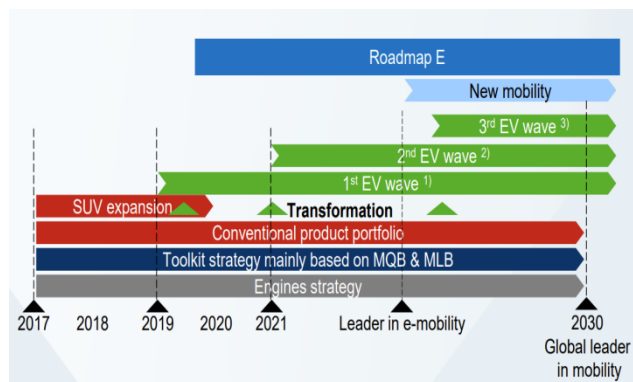 Roadmap E
New mobility
3rd EV wave 3)
2nd EV wave 2)
1st EV wave 1)
SUV expansion
Transformation
Conventional product portfolio
Toolkit strategy mainly based on MQB & MLB
Engines strategy
2017 2018 2019 2020 2021 Leader in e-mobility 2030
Global leader
in mobility